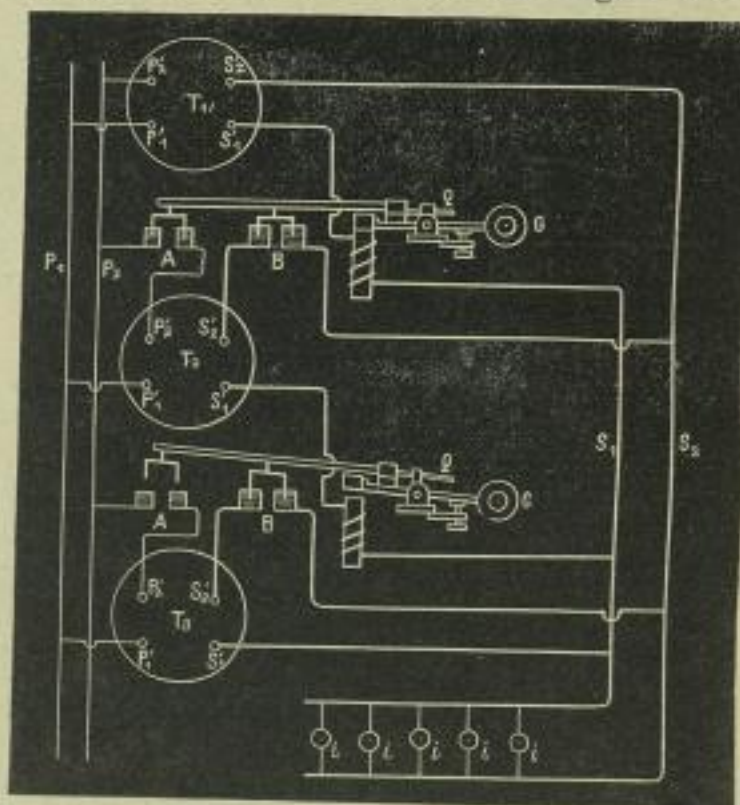 P₂′ S₂′
T₁
P₁′ S₁′
Q G
P₁ P₂ A B
P₂′ S₂′
T₂
P₁′ S₁′
S₁ S₂
Q G
A B
P₂′ S₂′
T₃
P₁′ S₁′
i i i i i